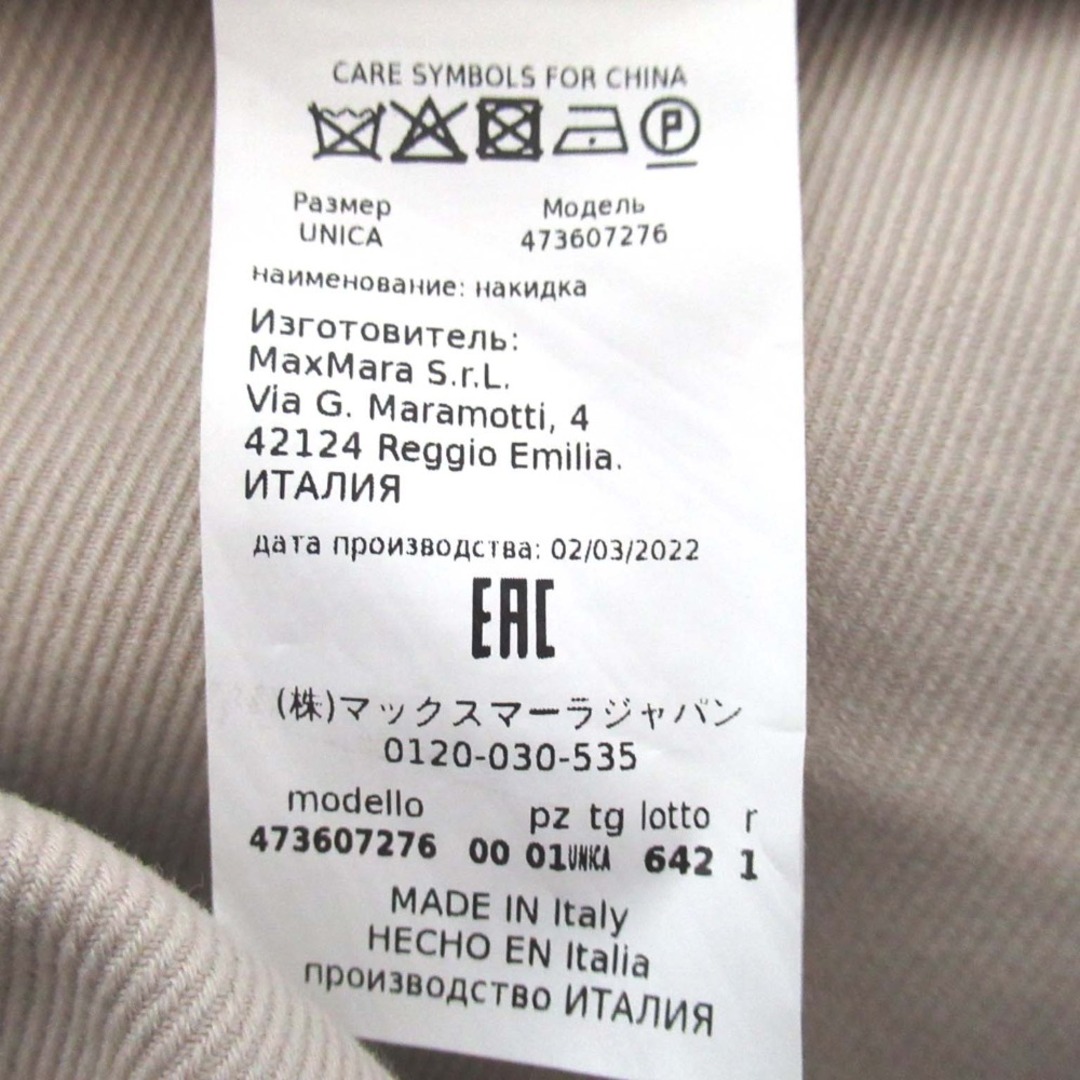 CARE SYMBOLS FOR CHINA
P
Размер Модель
UNICA 473607276
наименование: накидка
Изготовитель:
MaxMara S.r.L.
Via G. Maramotti, 4
42124 Reggio Emilia.
ИТАЛИЯ
дата производства: 02/03/2022
EAC
(株)マックスマーラジャパン
0120-030-535
modello pz tg lotto r
473607276 00 01 UNICA 642 1
MADE IN Italy
HECHO EN Italia
производство ИТАЛИЯ